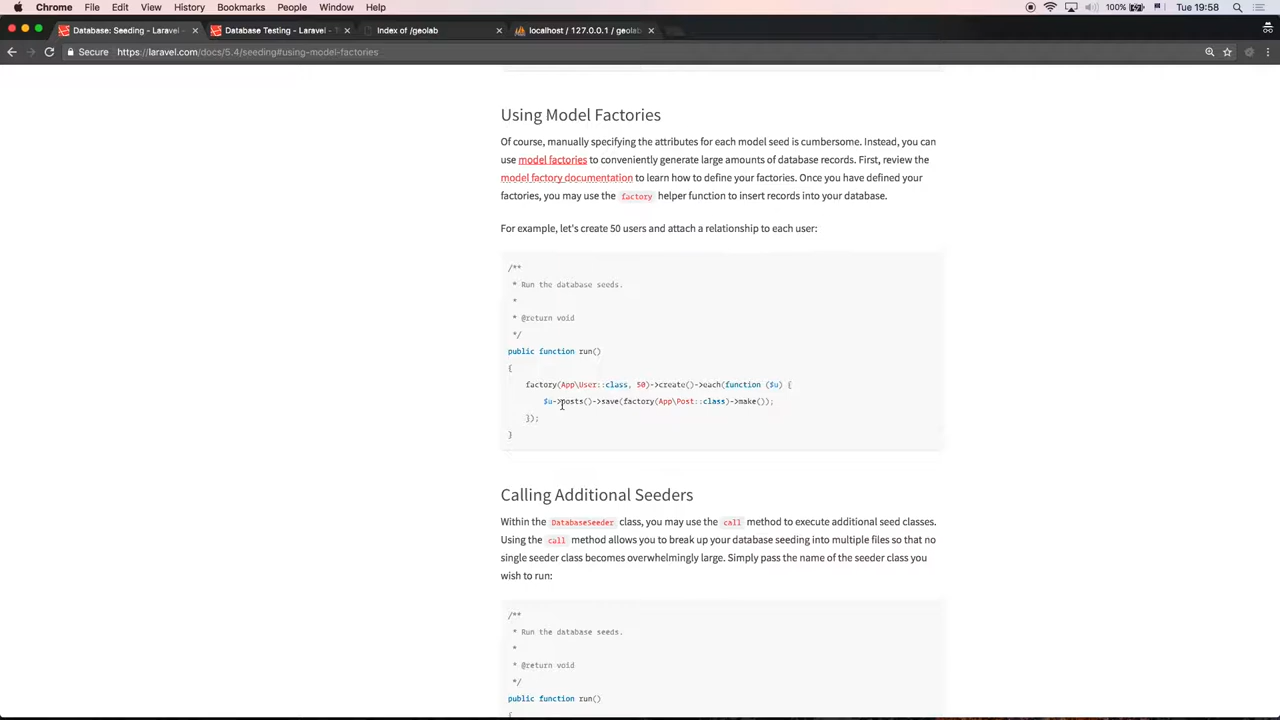 Chrome File Edit View History Bookmarks People Window Help 100% Tue 19:58
Database: Seeding - Laravel - Database Testing - Laravel - T Index of /geolab localhost / 127.0.0.1 / geolab
Secure https://laravel.com/docs/5.4/seeding#using-model-factories
Using Model Factories
Of course, manually specifying the attributes for each model seed is cumbersome. Instead, you can
use model factories to conveniently generate large amounts of database records. First, review the
model factory documentation to learn how to define your factories. Once you have defined your
factories, you may use the factory helper function to insert records into your database.
For example, let's create 50 users and attach a relationship to each user:
/**
* Run the database seeds.
*
* @return void
*/
public function run()
{
factory(App\User::class, 50)->create()->each(function ($u) {
$u->posts()->save(factory(App\Post::class)->make());
});
}
Calling Additional Seeders
Within the DatabaseSeeder class, you may use the call method to execute additional seed classes.
Using the call method allows you to break up your database seeding into multiple files so that no
single seeder class becomes overwhelmingly large. Simply pass the name of the seeder class you
wish to run:
/**
* Run the database seeds.
*
* @return void
*/
public function run()
{